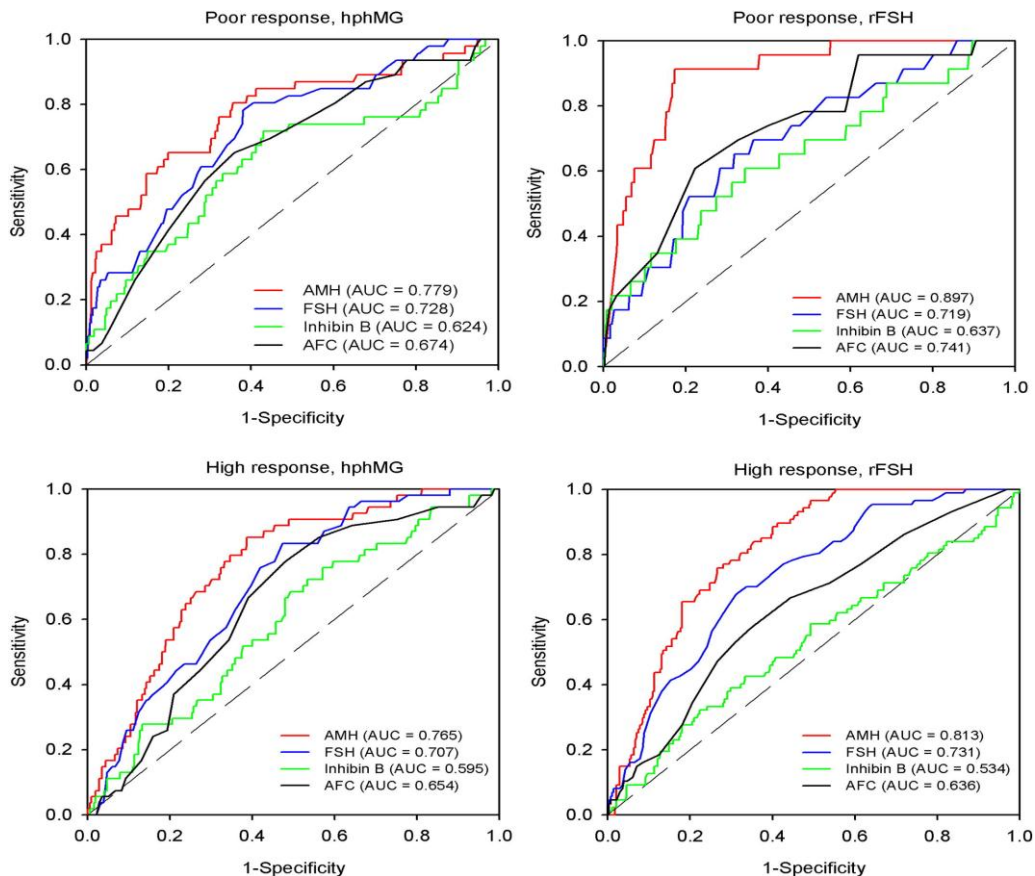 Poor response, hphMG
1.0
0.8
0.6
0.4
0.2
0.0
Sensitivity
AMH (AUC = 0.779)
FSH (AUC = 0.728)
Inhibin B (AUC = 0.624)
AFC (AUC = 0.674)
0.0 0.2 0.4 0.6 0.8 1.0
1-Specificity
Poor response, rFSH
1.0
0.8
0.6
0.4
0.2
0.0
Sensitivity
AMH (AUC = 0.897)
FSH (AUC = 0.719)
Inhibin B (AUC = 0.637)
AFC (AUC = 0.741)
0.0 0.2 0.4 0.6 0.8 1.0
1-Specificity
High response, hphMG
1.0
0.8
0.6
0.4
0.2
0.0
Sensitivity
AMH (AUC = 0.765)
FSH (AUC = 0.707)
Inhibin B (AUC = 0.595)
AFC (AUC = 0.654)
0.0 0.2 0.4 0.6 0.8 1.0
1-Specificity
High response, rFSH
1.0
0.8
0.6
0.4
0.2
0.0
Sensitivity
AMH (AUC = 0.813)
FSH (AUC = 0.731)
Inhibin B (AUC = 0.534)
AFC (AUC = 0.636)
0.0 0.2 0.4 0.6 0.8 1.0
1-Specificity